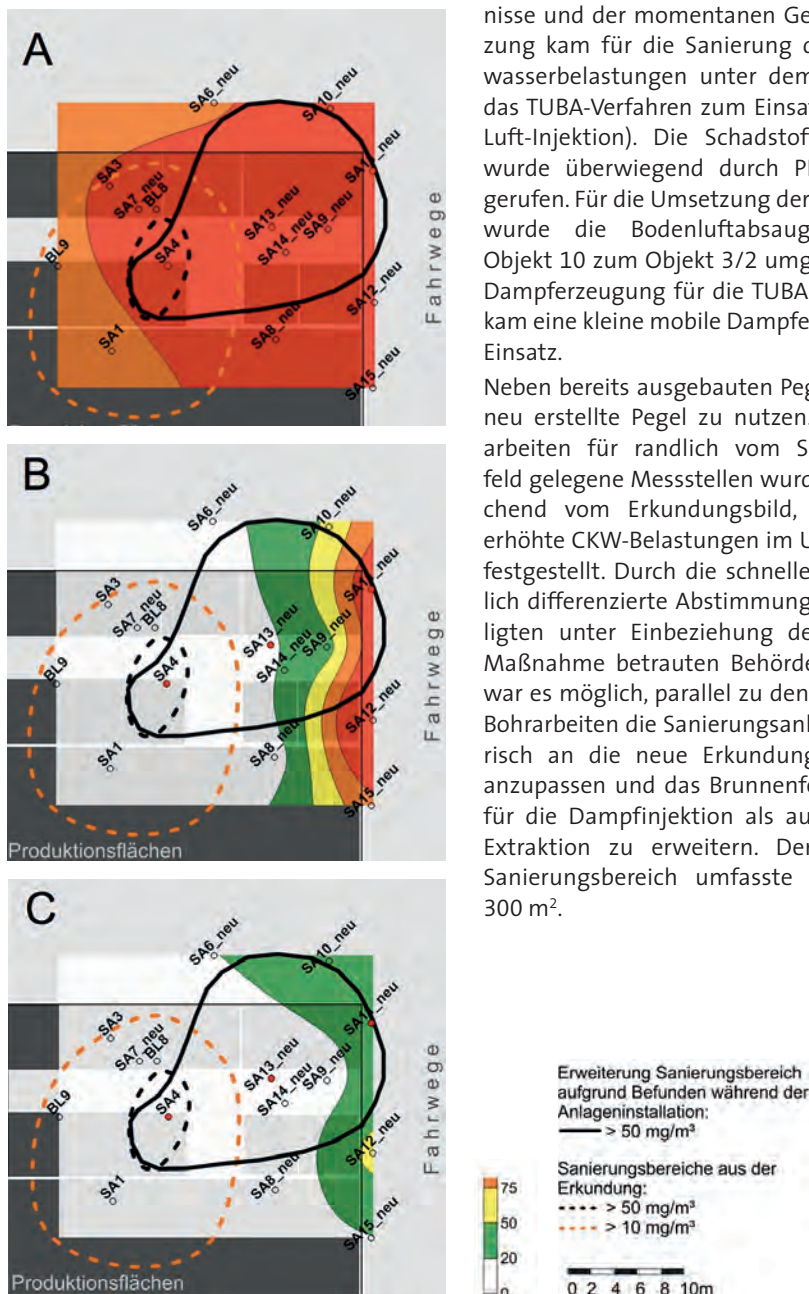 A
SA6_neu
SA10_neu
SA3
SA7_neu
BL8
SA13_neu
SA14_neu
SA9_neu
BL9
SA4
SA12_neu
SA1
SA8_neu
SA15_neu
Fahrwege
B
SA6_neu
SA10_neu
SA3
SA7_neu
BL8
SA13_neu
SA14_neu
SA9_neu
BL9
SA4
SA12_neu
SA1
SA8_neu
SA15_neu
Fahrwege
Produktionsflächen
C
SA6_neu
SA10_neu
SA3
SA7_neu
BL8
SA13_neu
SA14_neu
SA9_neu
BL9
SA4
SA12_neu
SA1
SA8_neu
SA15_neu
Fahrwege
Produktionsflächen
nisse und der momentanen Ge
zung kam für die Sanierung
wasserbelastungen unter dem
das TUBA-Verfahren zum Einsa
Luft-Injektion). Die Schadstof
wurde überwiegend durch
gerufen. Für die Umsetzung der
wurde die Bodenluftabsaug
Objekt 10 zum Objekt 3/2 umg
Dampferzeugung für die TUBA
kam eine kleine mobile Dampfe
Einsatz.
Neben bereits ausgebauten Peg
neu erstellte Pegel zu nutzen.
arbeiten für randlich vom S
feld gelegene Messstellen wurd
chend vom Erkundungsbild,
erhöhte CKW-Belastungen im U
festgestellt. Durch die schnelle
lich differenzierte Abstimmung
ligten unter Einbeziehung de
Maßnahme betrauten Behörde
war es möglich, parallel zu den
Bohrarbeiten die Sanierungsanl
risch an die neue Erkundung
anzupassen und das Brunnenfe
für die Dampfinjektion als au
Extraktion zu erweitern. Der
Sanierungsbereich umfasste
300 m².
Erweiterung Sanierungsbereich
aufgrund Befunden während der
Anlageninstallation:
> 50 mg/m³
Sanierungsbereiche aus der
Erkundung:
> 50 mg/m³
> 10 mg/m³
75
50
20
0
0 2 4 6 8 10m